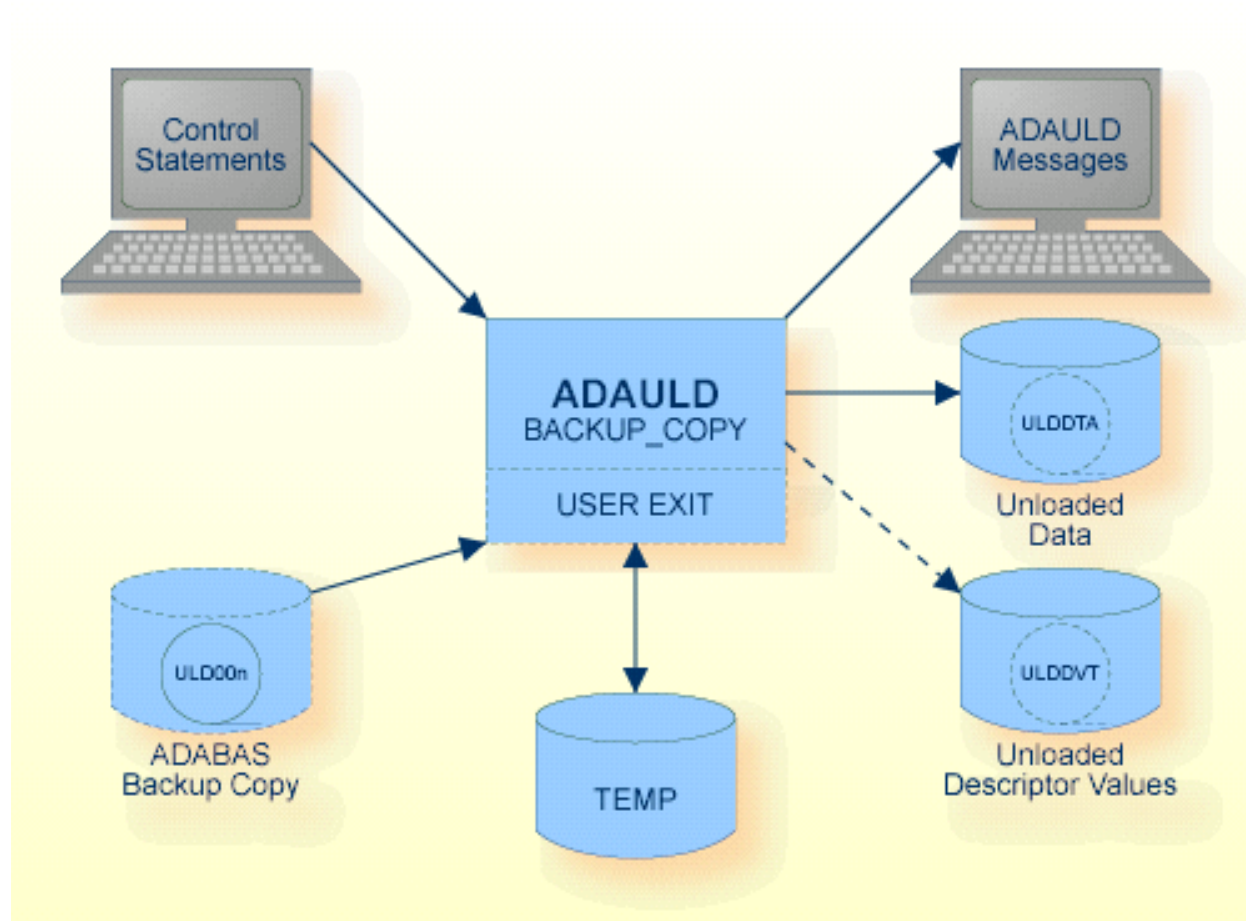 Control
Statements
ADAULD
Messages
ADAULD
BACKUP_COPY
USER EXIT
ULDDTA
Unloaded
Data
ULD00n
ADABAS
Backup Copy
TEMP
ULDDVT
Unloaded
Descriptor Values